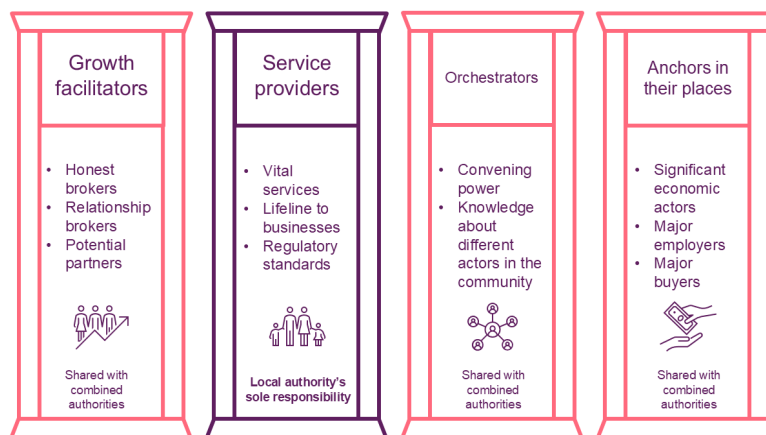 Growth
facilitators
• Honest
brokers
• Relationship
brokers
• Potential
partners
Shared with
combined
authorities
Service
providers
• Vital
services
• Lifeline to
businesses
• Regulatory
standards
Local authority's
sole responsibility
Orchestrators
• Convening
power
• Knowledge
about
different
actors in the
community
Shared with
combined
authorities
Anchors in
their places
• Significant
economic
actors
• Major
employers
• Major
buyers
Shared with
combined
authorities